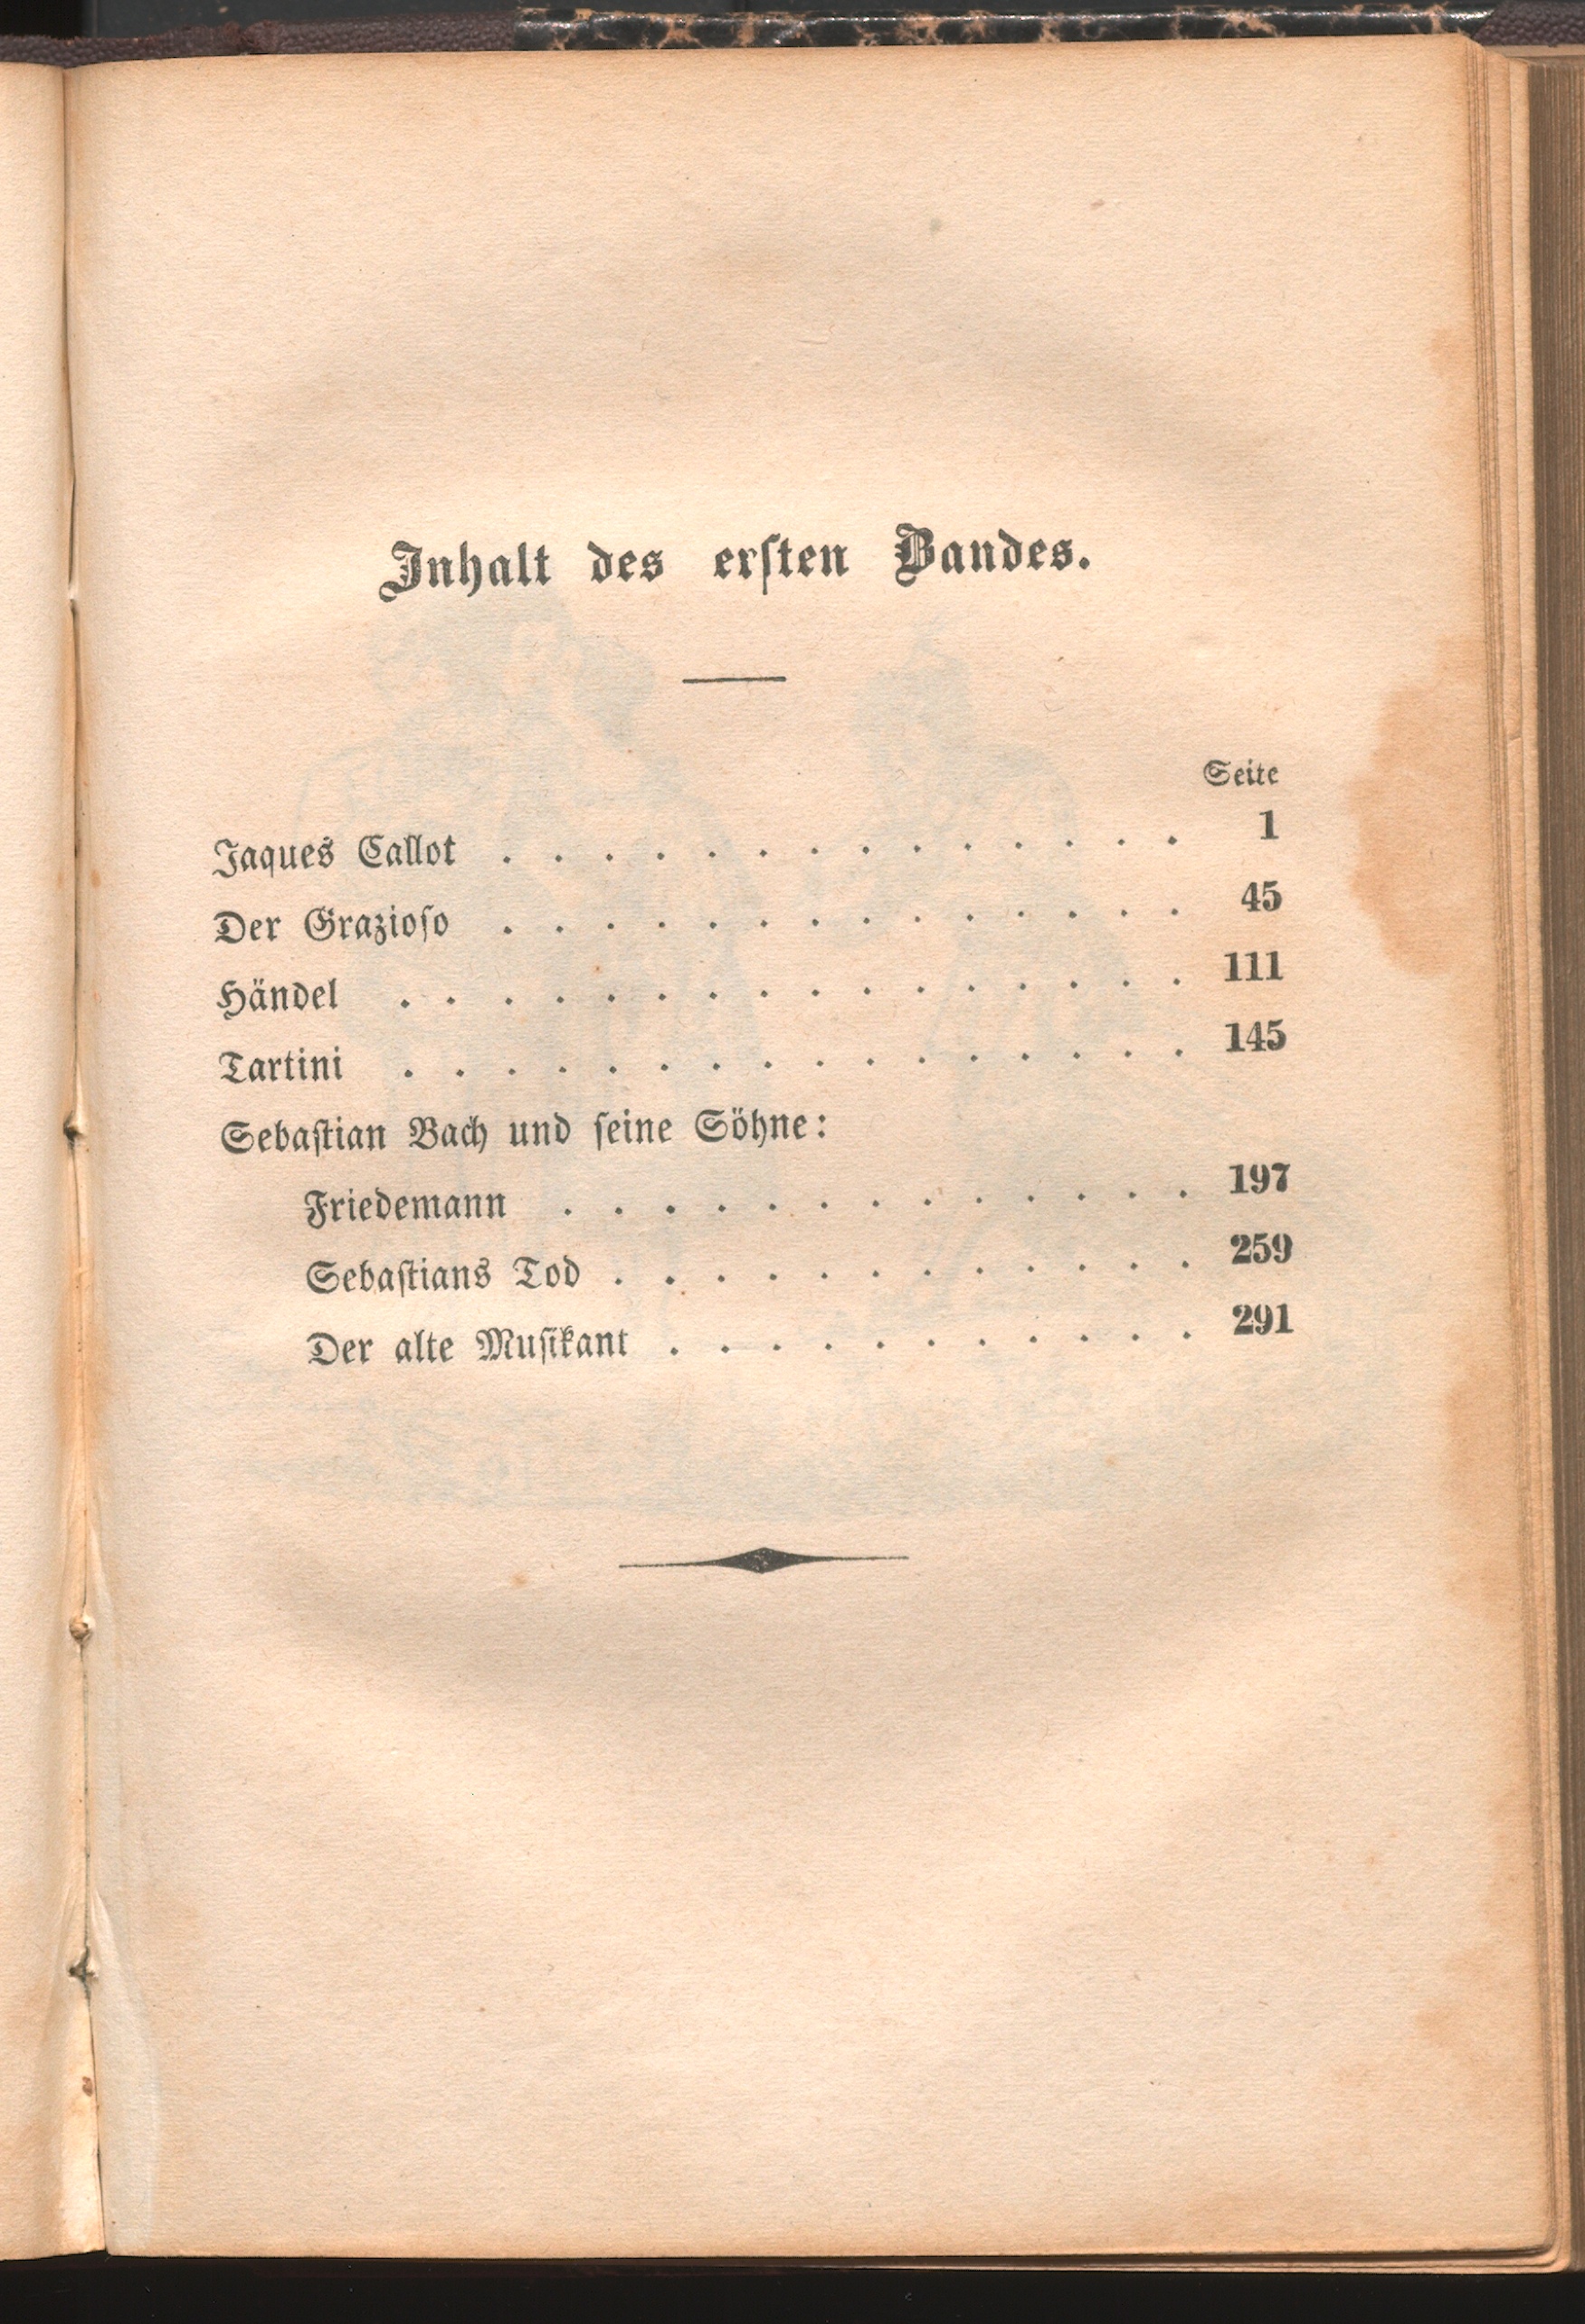 Inhalt des erſten Bandes.
Seite
Jaques Callot . . . . . . . . . . . . . . 1
Der Grazioſo . . . . . . . . . . . . . . 45
Händel . . . . . . . . . . . . . . . . 111
Tartini . . . . . . . . . . . . . . . . 145
Sebaſtian Bach und ſeine Söhne:
Friedemann . . . . . . . . . . . . . 197
Sebaſtians Tod . . . . . . . . . . . . 259
Der alte Muſikant . . . . . . . . . . . 291